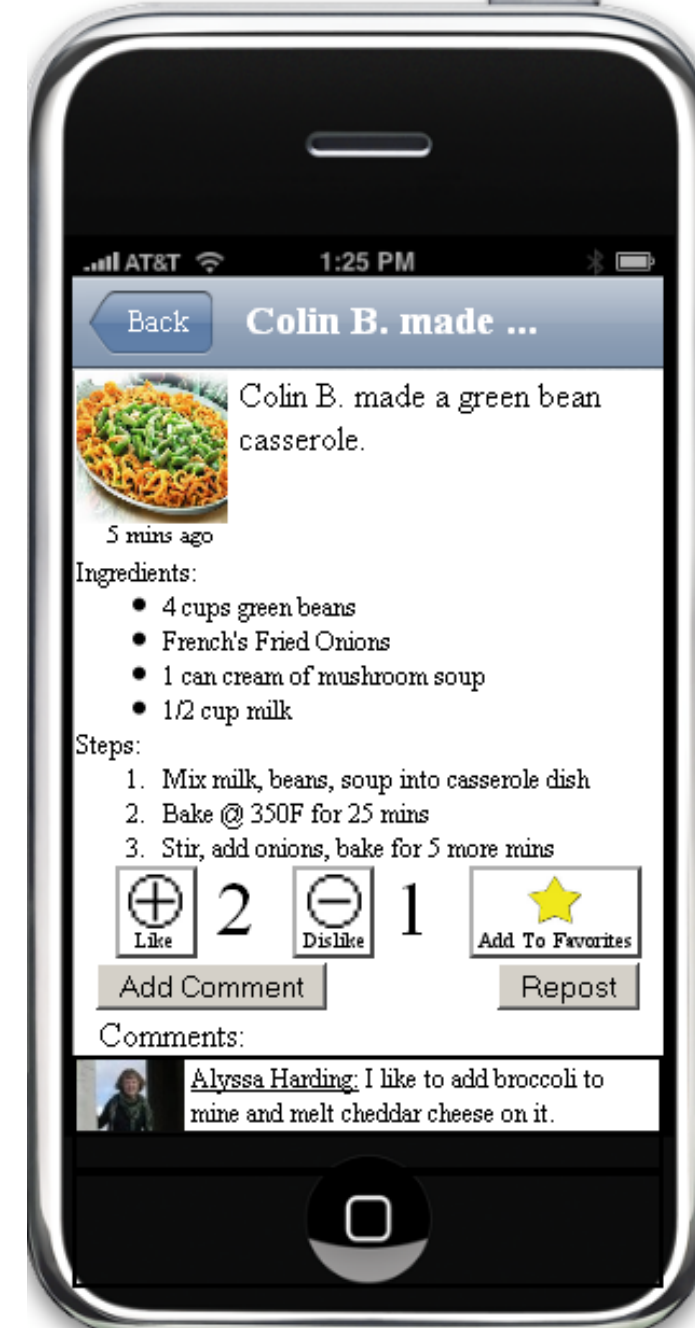 AT&T 1:25 PM
Back Colin B. made ...
Colin B. made a green bean
casserole.
5 mins ago
Ingredients:
• 4 cups green beans
• French's Fried Onions
• 1 can cream of mushroom soup
• 1/2 cup milk
Steps:
1. Mix milk, beans, soup into casserole dish
2. Bake @ 350F for 25 mins
3. Stir, add onions, bake for 5 more mins
Like 2 Dislike 1 Add To Favorites
Add Comment Repost
Comments:
Alyssa Harding: I like to add broccoli to
mine and melt cheddar cheese on it.